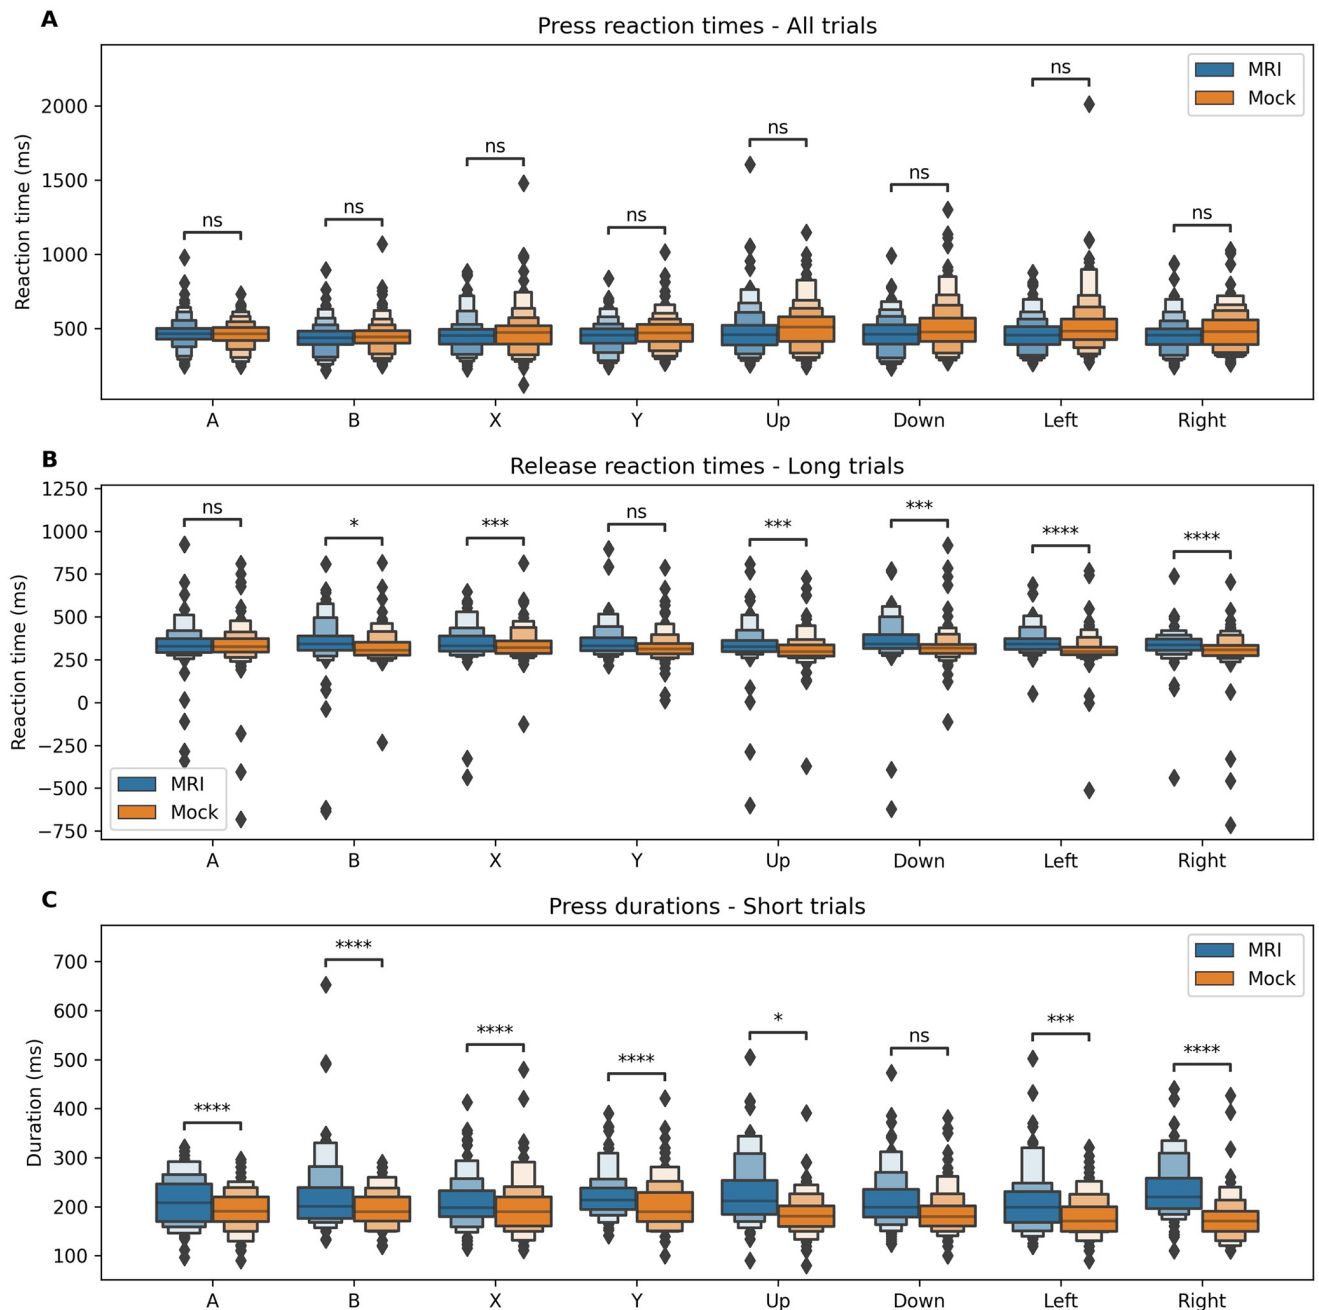 A
Press reaction times - All trials
Reaction time (ms)
2000
1500
1000
500
ns
ns
ns
ns
ns
ns
ns
ns
MRI
Mock
A B X Y Up Down Left Right
B
Release reaction times - Long trials
Reaction time (ms)
1250
1000
750
500
250
0
−250
−500
−750
ns
*
***
ns
***
***
****
****
MRI
Mock
A B X Y Up Down Left Right
C
Press durations - Short trials
Duration (ms)
700
600
500
400
300
200
100
****
****
****
****
*
ns
***
****
MRI
Mock
A B X Y Up Down Left Right